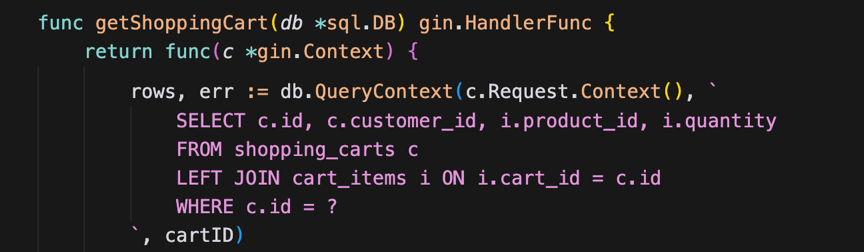 func getShoppingCart(db *sql.DB) gin.HandlerFunc {
    return func(c *gin.Context) {
        rows, err := db.QueryContext(c.Request.Context(), `
            SELECT c.id, c.customer_id, i.product_id, i.quantity
            FROM shopping_carts c
            LEFT JOIN cart_items i ON i.cart_id = c.id
            WHERE c.id = ?
        `, cartID)